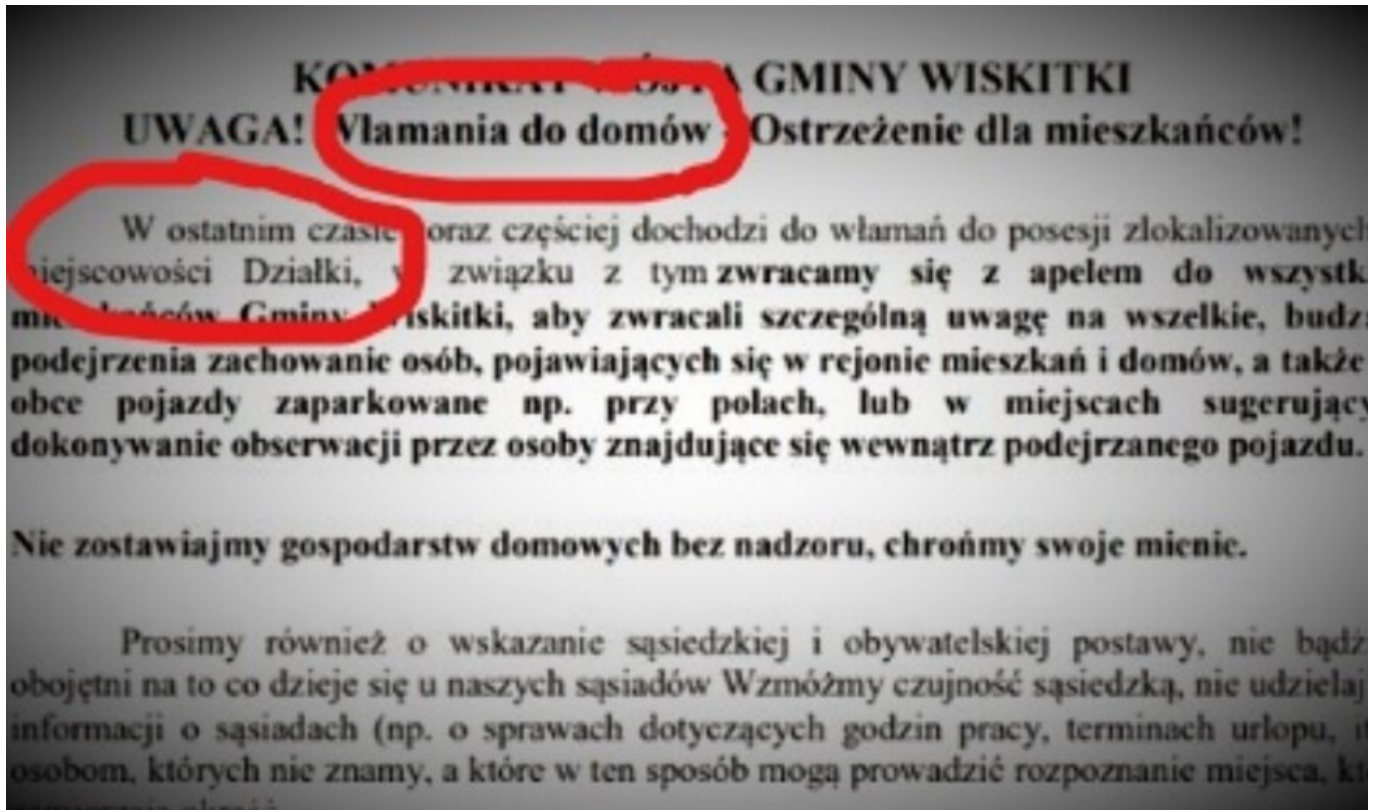 KOMUNIKAT WÓJTA GMINY WISKITKI
UWAGA! Włamania do domów - Ostrzeżenie dla mieszkańców!
W ostatnim czasie coraz częściej dochodzi do włamań do posesji zlokalizowanych
miejscowości Działki, w związku z tym zwracamy się z apelem do wszystk
mieszkańców Gminy Wiskitki, aby zwracali szczególną uwagę na wszelkie, budz
podejrzenia zachowanie osób, pojawiających się w rejonie mieszkań i domów, a także
obce pojazdy zaparkowane np. przy polach, lub w miejscach sugerujący
dokonywanie obserwacji przez osoby znajdujące się wewnątrz podejrzanego pojazdu.
Nie zostawiajmy gospodarstw domowych bez nadzoru, chrońmy swoje mienie.
Prosimy również o wskazanie sąsiedzkiej i obywatelskiej postawy, nie bądź
obojętni na to co dzieje się u naszych sąsiadów Wzmóżmy czujność sąsiedzką, nie udzielaj
informacji o sąsiadach (np. o sprawach dotyczących godzin pracy, terminach urlopu, it
osobom, których nie znamy, a które w ten sposób mogą prowadzić rozpoznanie miejsca, kt